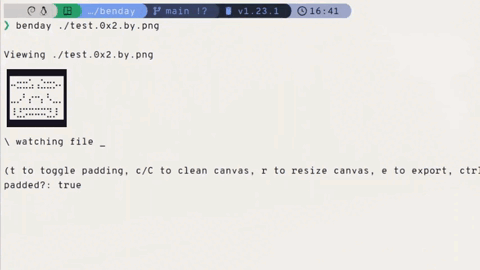 …/benday main !? v1.23.1 16:41
❯ benday ./test.0x2.by.png
Viewing ./test.0x2.by.png
\ watching file _
(t to toggle padding, c/C to clean canvas, r to resize canvas, e to export, ctrl
padded?: true